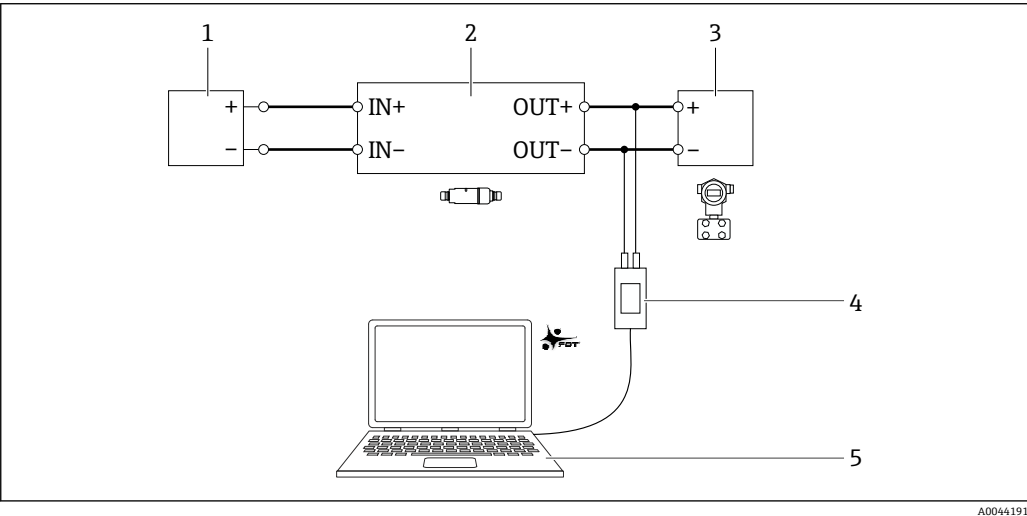 1 2 3
+ IN+ OUT+ +
− IN− OUT− −
FDT
4
5
A0044191